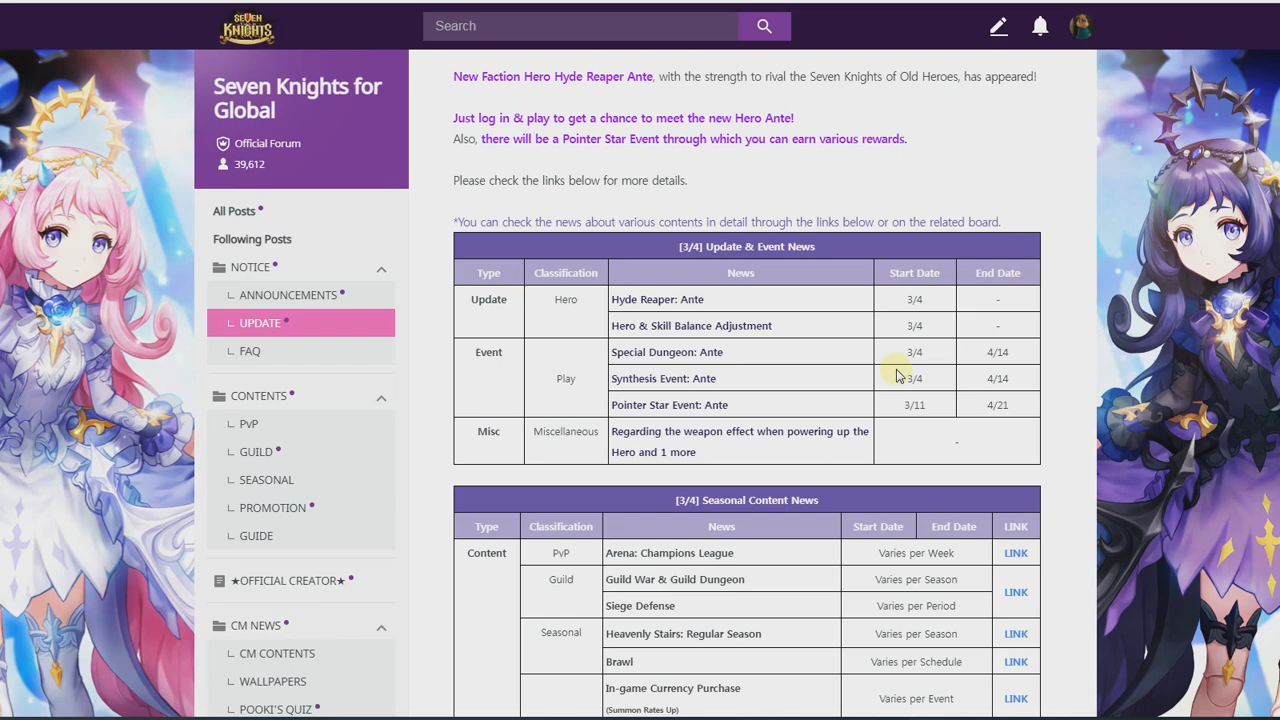 SEVEN KNIGHTS
Search
Seven Knights for
Global
Official Forum
39,612
All Posts
Following Posts
NOTICE
ANNOUNCEMENTS
UPDATE
FAQ
CONTENTS
PvP
GUILD
SEASONAL
PROMOTION
GUIDE
★OFFICIAL CREATOR★
CM NEWS
CM CONTENTS
WALLPAPERS
POOKI'S QUIZ
New Faction Hero Hyde Reaper Ante, with the strength to rival the Seven Knights of Old Heroes, has appeared!
Just log in & play to get a chance to meet the new Hero Ante!
Also, there will be a Pointer Star Event through which you can earn various rewards.
Please check the links below for more details.
*You can check the news about various contents in detail through the links below or on the related board.
[3/4] Update & Event News
Type Classification News Start Date End Date
Update Hero Hyde Reaper: Ante 3/4 -
Hero & Skill Balance Adjustment 3/4 -
Event Special Dungeon: Ante 3/4 4/14
Play Synthesis Event: Ante 3/4 4/14
Pointer Star Event: Ante 3/11 4/21
Misc Miscellaneous Regarding the weapon effect when powering up the
Hero and 1 more -
[3/4] Seasonal Content News
Type Classification News Start Date End Date LINK
Content PvP Arena: Champions League Varies per Week LINK
Guild Guild War & Guild Dungeon Varies per Season LINK
Siege Defense Varies per Period
Seasonal Heavenly Stairs: Regular Season Varies per Season LINK
Brawl Varies per Schedule LINK
In-game Currency Purchase Varies per Event LINK
(Summon Rates Up)